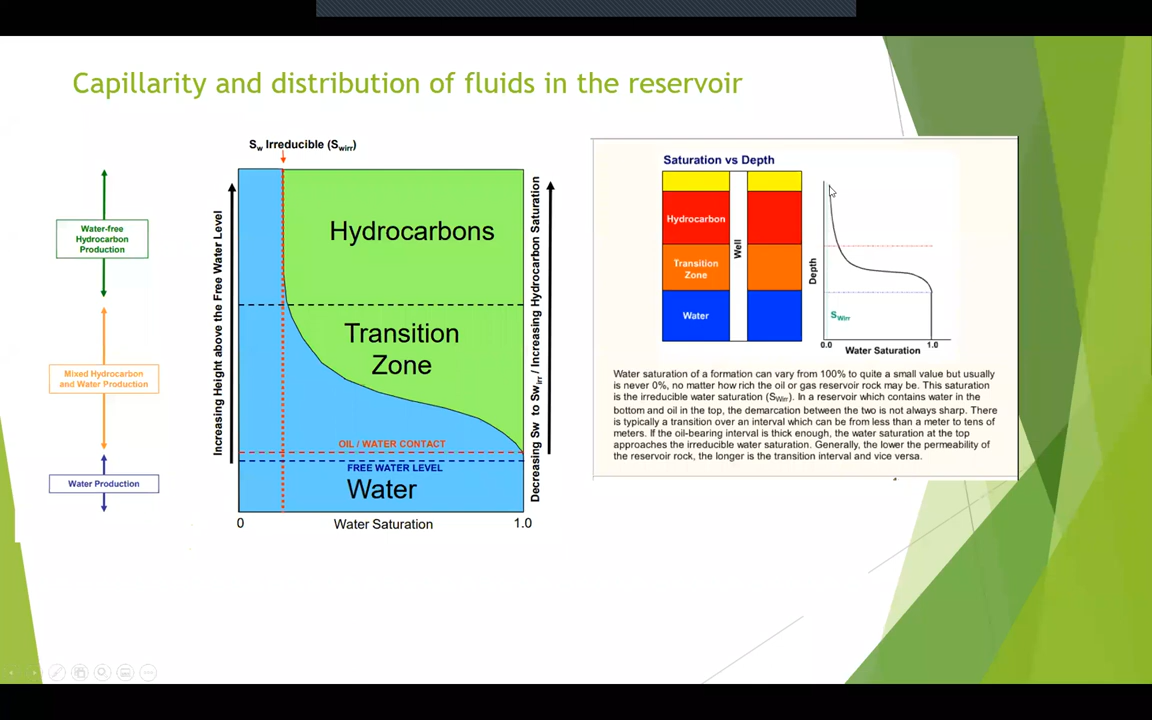 Capillarity and distribution of fluids in the reservoir
Sw Irreducible (Swirr)
Water-free
Hydrocarbon
Production
Mixed Hydrocarbon
and Water Production
Water Production
Increasing Height above the Free Water Level
Hydrocarbons
Transition
Zone
OIL / WATER CONTACT
FREE WATER LEVEL
Water
0
Water Saturation
1.0
Decreasing Sw to Swirr / Increasing Hydrocarbon Saturation
Saturation vs Depth
Hydrocarbon
Transition
Zone
Water
Well
Depth
SWirr
0.0
1.0
Water Saturation
Water saturation of a formation can vary from 100% to quite a small value but usually
is never 0%, no matter how rich the oil or gas reservoir rock may be. This saturation
is the irreducible water saturation (SWirr). In a reservoir which contains water in the
bottom and oil in the top, the demarcation between the two is not always sharp. There
is typically a transition over an interval which can be from less than a meter to tens of
meters. If the oil-bearing interval is thick enough, the water saturation at the top
approaches the irreducible water saturation. Generally, the lower the permeability of
the reservoir rock, the longer is the transition interval and vice versa.